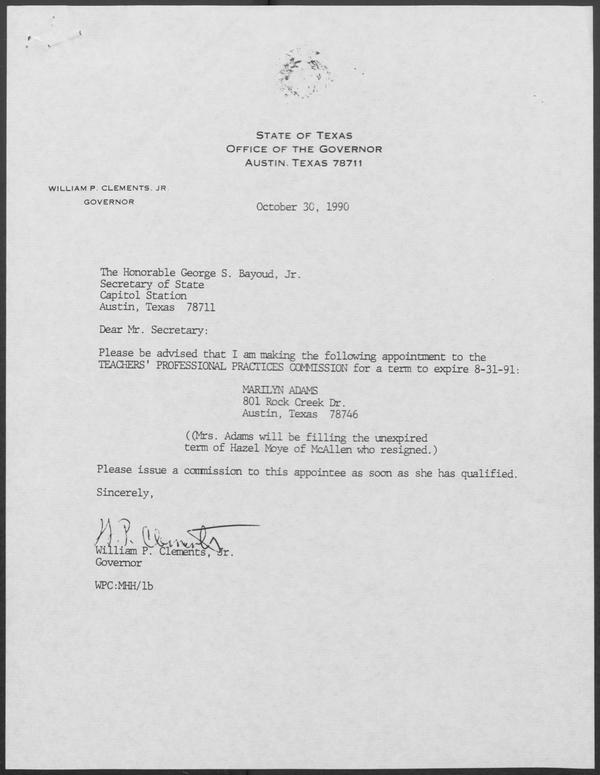 STATE OF TEXAS
OFFICE OF THE GOVERNOR
AUSTIN, TEXAS 78711
WILLIAM P. CLEMENTS, JR.
GOVERNOR
October 30, 1990
The Honorable George S. Bayoud, Jr.
Secretary of State
Capitol Station
Austin, Texas 78711
Dear Mr. Secretary:
Please be advised that I am making the following appointment to the
TEACHERS' PROFESSIONAL PRACTICES COMMISSION for a term to expire 8-31-91:
MARILYN ADAMS
801 Rock Creek Dr.
Austin, Texas 78746
((Mrs. Adams will be filling the unexpired
term of Hazel Moye of McAllen who resigned.)
Please issue a commission to this appointee as soon as she has qualified.
Sincerely,
W. P. Clements
William P. Clements, Jr.
Governor
WPC:MHH/lb